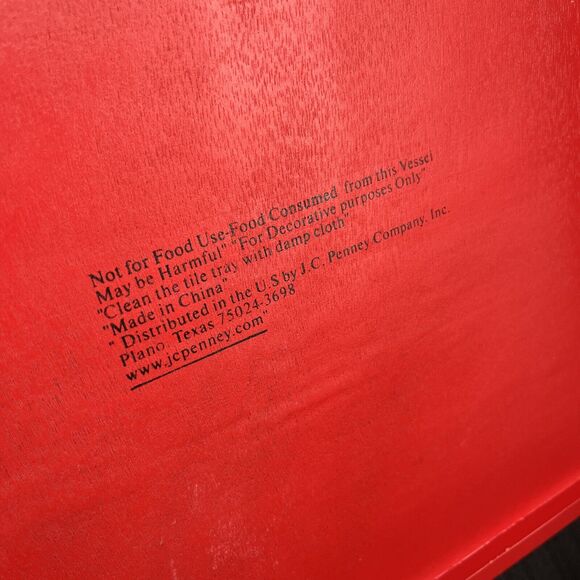 Not for Food Use-Food Consumed from this Vessel
May be Harmful" "For Decorative purposes Only"
"Clean the tile tray with damp cloth"
"Made in China"
" Distributed in the U.S by J.C. Penney Company, Inc.
Plano, Texas 75024-3698
www.jcpenney.com"